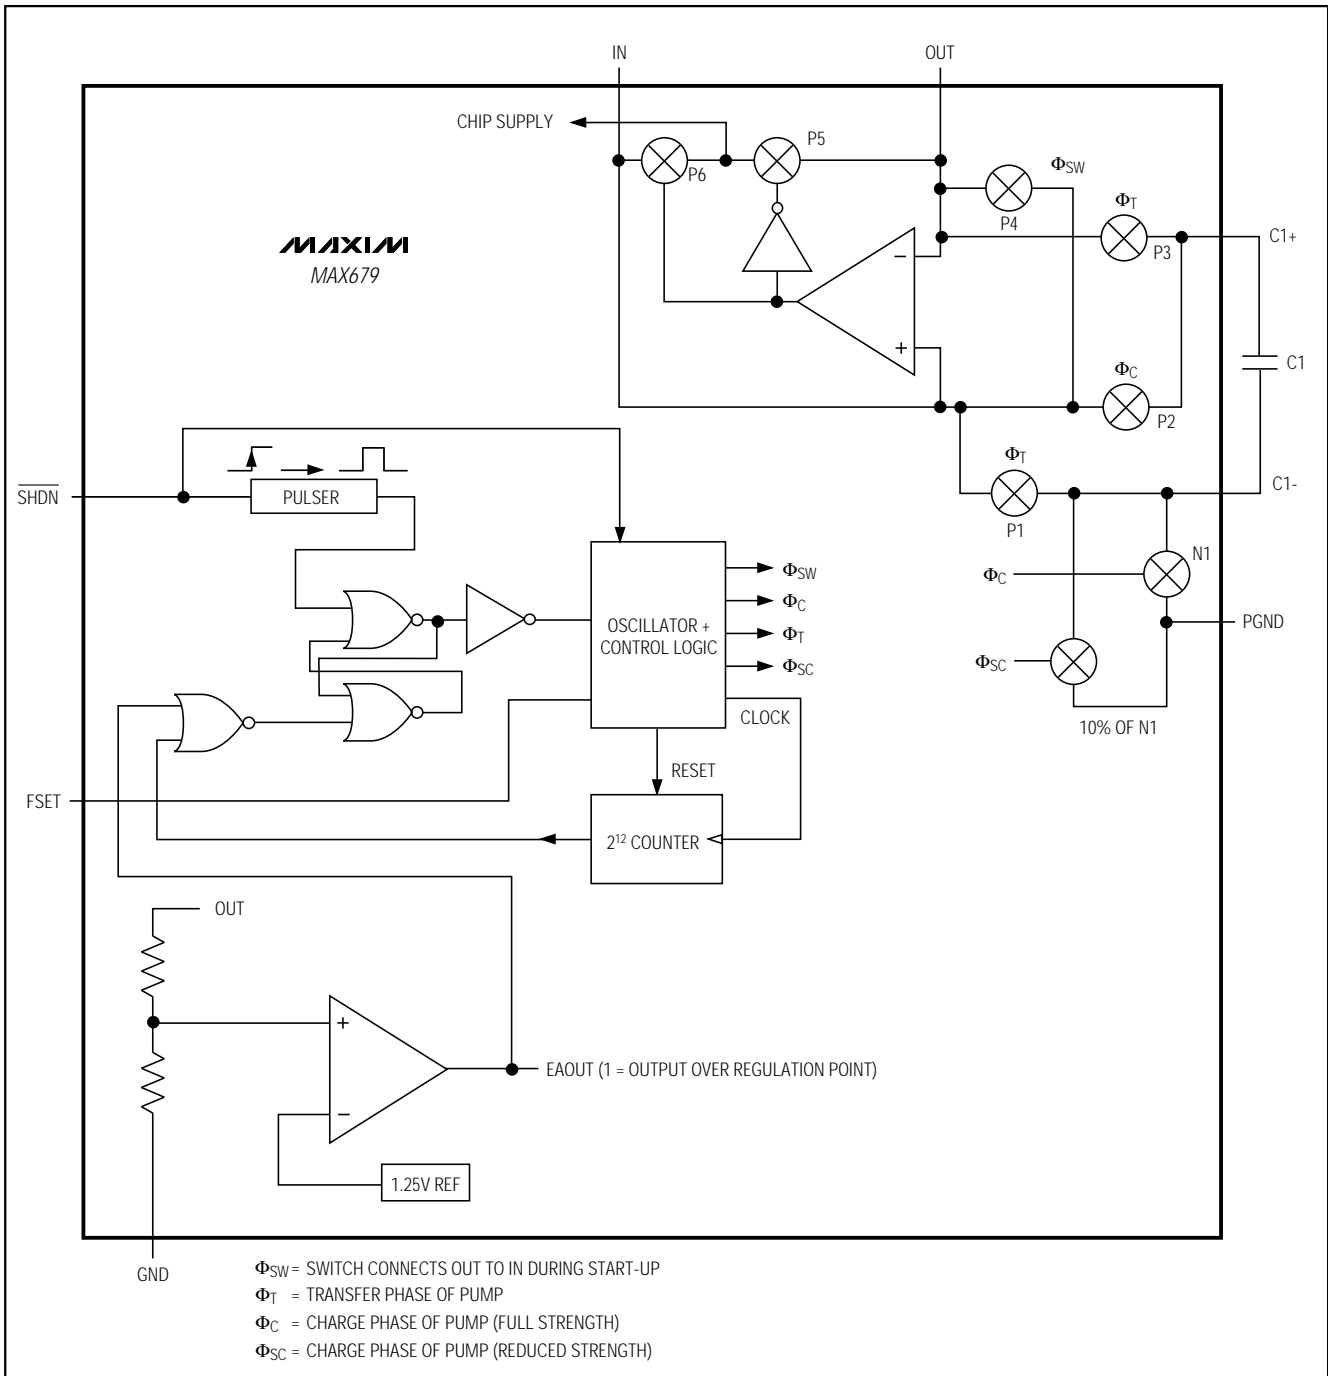 IN
OUT
CHIP SUPPLY
P5
P6
ΦSW
P4
ΦT
P3
C1+
MAXIM
MAX679
−
+
C1
ΦC
P2
ΦT
P1
C1-
SHDN
PULSER
N1
ΦC
PGND
ΦSC
10% OF N1
OSCILLATOR +
CONTROL LOGIC
ΦSW
ΦC
ΦT
ΦSC
CLOCK
RESET
FSET
2¹² COUNTER
OUT
+
−
EAOUT (1 = OUTPUT OVER REGULATION POINT)
1.25V REF
GND
ΦSW = SWITCH CONNECTS OUT TO IN DURING START-UP
ΦT = TRANSFER PHASE OF PUMP
ΦC = CHARGE PHASE OF PUMP (FULL STRENGTH)
ΦSC = CHARGE PHASE OF PUMP (REDUCED STRENGTH)